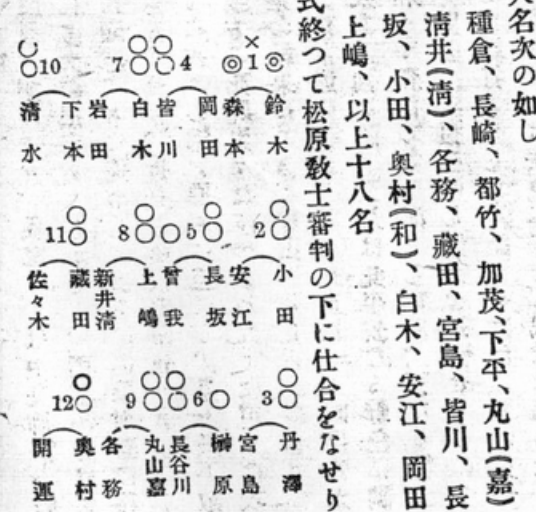 人名次の如し
種倉、長崎、都竹、加茂、下平、丸山(嘉)
淸井(淸)、各務、藏田、宮島、皆川、長
坂、小田、奥村(和)、白木、安江、岡田
上嶋、以上十八名
式終つて松原敎士審判の下に仕合をなせり
◎ 鈴木
× 1
◎ 森本
岡田
4 ○○ 皆川
7 ○○ 白木
岩田
下本
○○10 淸水
2 ○○ 小田
安江
5 ○○ 長坂
○ 曾我
8 ○○ 上嶋
新井淸
11 ○○ 藏田
佐々木
3 ○○ 丹澤
宮島
6 ○ 榊原
○○ 長谷川
9 ○○ 丸山嘉
各務
12 ○○ 奥村
開運